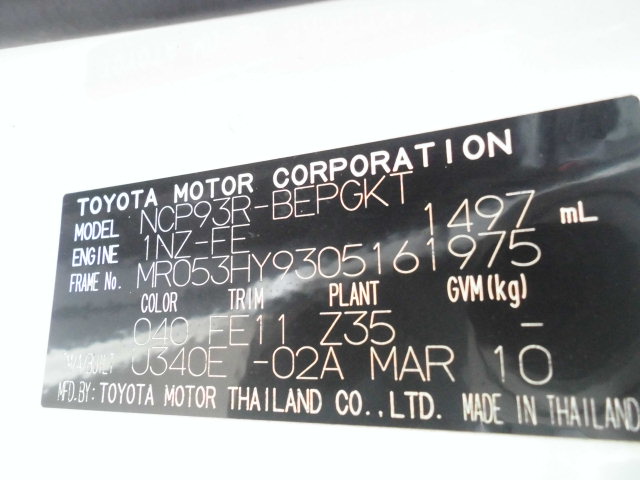 TOYOTA MOTOR CORPORATION
MODEL NCP93R-BEPGKT
ENGINE 1NZ-FE 1497 mL
FRAME No. MR053HY9305161975
COLOR TRIM PLANT GVM(kg)
040 FE11 Z35 -
U340E -02A MAR 10
MFD.BY: TOYOTA MOTOR THAILAND CO.,LTD. MADE IN THAILAND